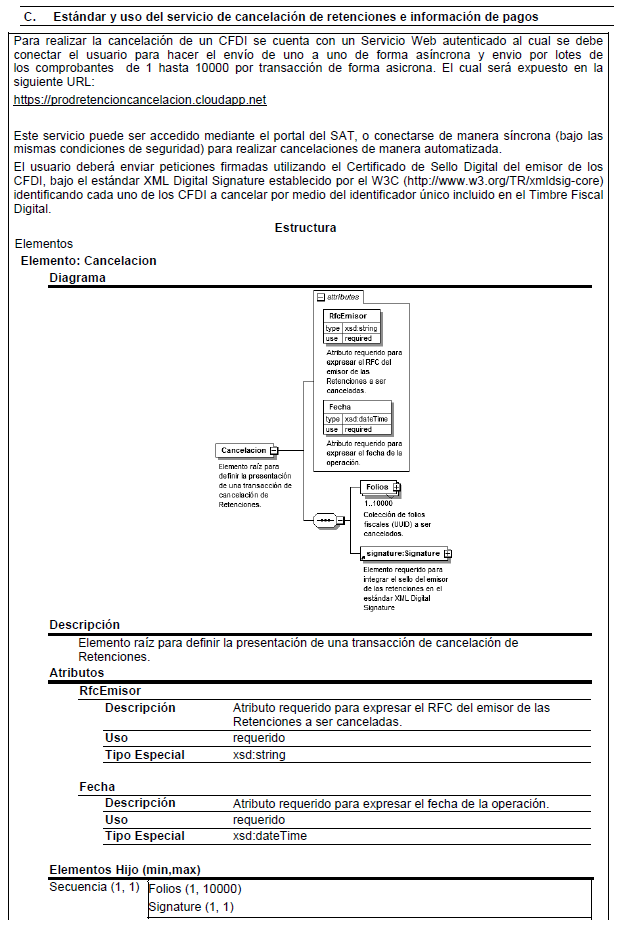 C. Estándar y uso del servicio de cancelación de retenciones e información de pagos
Para realizar la cancelación de un CFDI se cuenta con un Servicio Web autenticado al cual se debe
conectar el usuario para hacer el envío de uno a uno de forma asíncrona y envio por lotes de
los comprobantes de 1 hasta 10000 por transacción de forma asicrona. El cual será expuesto en la
siguiente URL:
https://prodretencioncancelacion.cloudapp.net
Este servicio puede ser accedido mediante el portal del SAT, o conectarse de manera síncrona (bajo las
mismas condiciones de seguridad) para realizar cancelaciones de manera automatizada.
El usuario deberá enviar peticiones firmadas utilizando el Certificado de Sello Digital del emisor de los
CFDI, bajo el estándar XML Digital Signature establecido por el W3C (http://www.w3.org/TR/xmldsig-core)
identificando cada uno de los CFDI a cancelar por medio del identificador único incluido en el Timbre Fiscal
Digital.
Estructura
Elementos
Elemento: Cancelacion
Diagrama
attributes
RfcEmisor
type xsd:string
use required
Atributo requerido para
expresar el RFC del
emisor de las
Retenciones a ser
canceladas.
Fecha
type xsd:dateTime
use required
Atributo requerido para
expresar el fecha de la
operación.
Cancelacion
Elemento raíz para
definir la presentación
de una transacción de
cancelación de
Retenciones.
Folios
1..10000
Colección de folios
fiscales (UUID) a ser
cancelados.
signature:Signature
Elemento requerido para
integrar el sello del emisor
de las retenciones en el
estándar XML Digital
Signature
Descripción
Elemento raíz para definir la presentación de una transacción de cancelación de
Retenciones.
Atributos
RfcEmisor
Descripción Atributo requerido para expresar el RFC del emisor de las
Retenciones a ser canceladas.
Uso requerido
Tipo Especial xsd:string
Fecha
Descripción Atributo requerido para expresar el fecha de la operación.
Uso requerido
Tipo Especial xsd:dateTime
Elementos Hijo (min,max)
Secuencia (1, 1) Folios (1, 10000)
Signature (1, 1)